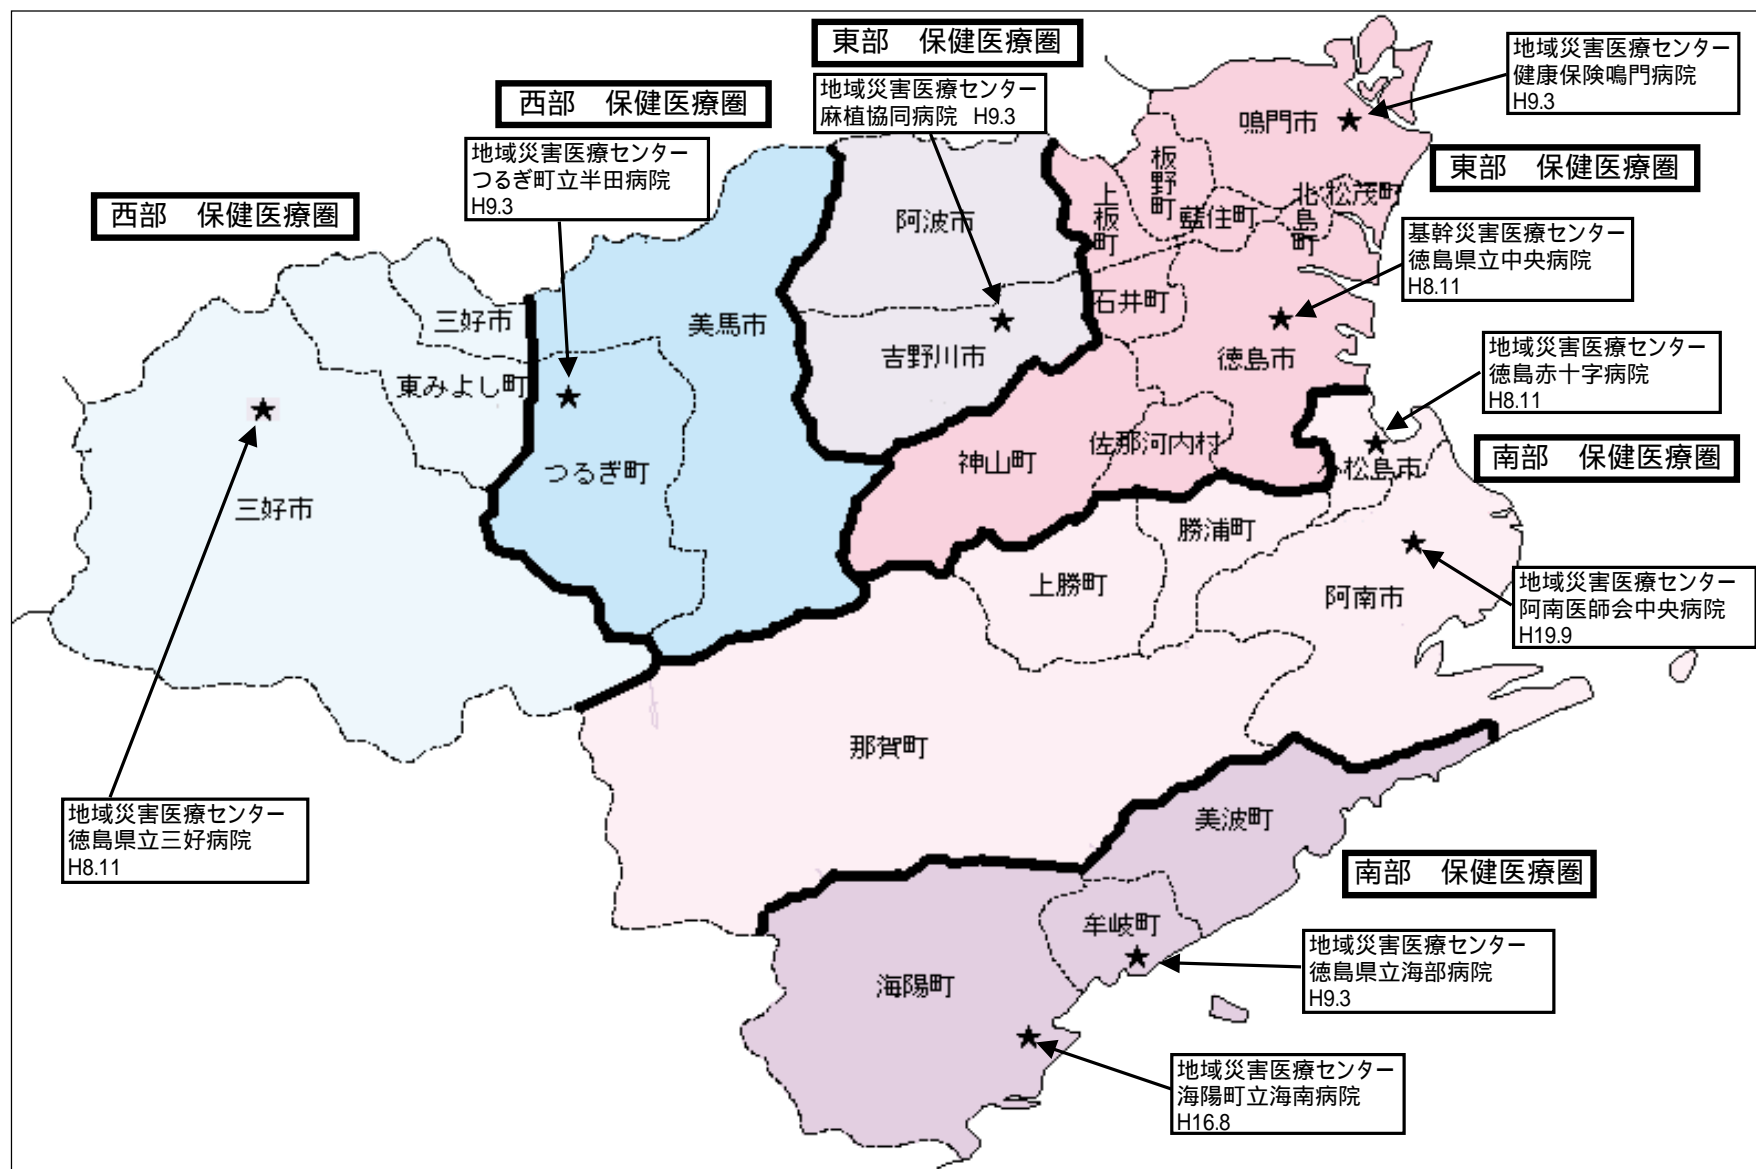 東部　保健医療圏
西部　保健医療圏
地域災害医療センター
麻植協同病院 H9.3
地域災害医療センター
健康保険鳴門病院
H9.3
地域災害医療センター
つるぎ町立半田病院
H9.3
東部　保健医療圏
西部　保健医療圏
鳴門市
板野町
上板町
藍住町
北島町
松茂町
阿波市
基幹災害医療センター
徳島県立中央病院
H8.11
三好市
美馬市
石井町
吉野川市
徳島市
東みよし町
地域災害医療センター
徳島赤十字病院
H8.11
つるぎ町
神山町
佐那河内村
小松島市
南部　保健医療圏
三好市
勝浦町
上勝町
阿南市
地域災害医療センター
阿南医師会中央病院
H19.9
那賀町
地域災害医療センター
徳島県立三好病院
H8.11
美波町
南部　保健医療圏
牟岐町
海陽町
地域災害医療センター
徳島県立海部病院
H9.3
地域災害医療センター
海陽町立海南病院
H16.8